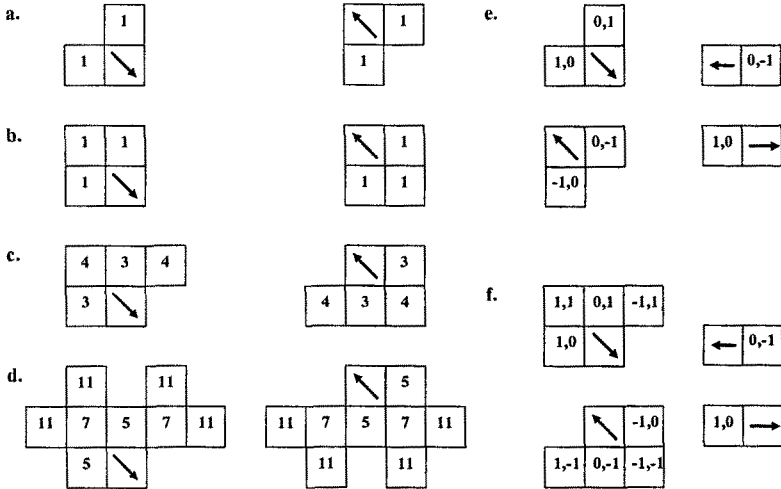 a. 1 1 e. 0,1
1 1 1,0 0,-1
b. 1 1 1 0,-1 1,0
1 1 1 -1,0
c. 4 3 4 3
3 4 3 4 f. 1,1 0,1 -1,1
1,0 0,-1
d. 11 11 5
11 7 5 7 11 11 7 5 7 11 -1,0 1,0
5 11 11 1,-1 0,-1 -1,-1